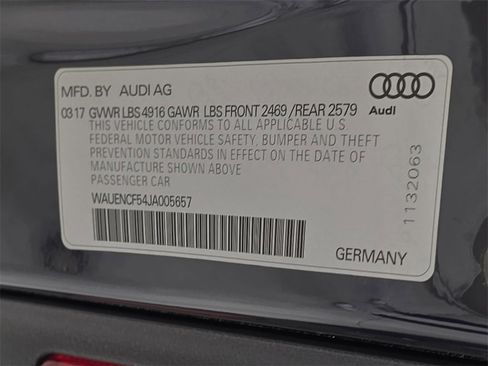 MFD. BY AUDI AG
Audi
03 17 GVWR LBS 4916 GAWR LBS FRONT 2469 /REAR 2579
THIS VEHICLE CONFORMS TO ALL APPLICABLE U S
FEDERAL MOTOR VEHICLE SAFETY, BUMPER AND THEFT
PREVENTION STANDARDS IN EFFECT ON THE DATE OF
MANUFACTURE SHOWN ABOVE
PASSENGER CAR
WAUENCF54JA005657
1132063
GERMANY